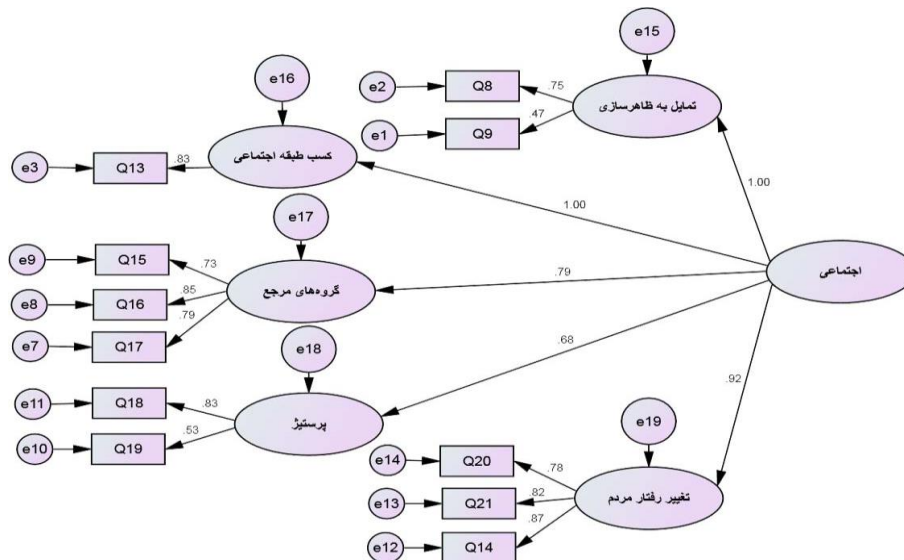 e15
e16
e2
Q8
.75
تمایل به ظاهرسازی
e1
Q9
.47
e3
Q13
.83
کسب طبقه اجتماعی
1.00
1.00
e17
e9
Q15
.73
e8
Q16
.85
گروه‌های مرجع
.79
اجتماعی
e7
Q17
.79
e18
.68
.92
e11
Q18
.83
پرستیژ
e10
Q19
.53
e19
e14
Q20
.78
e13
Q21
.82
تغییر رفتار مردم
e12
Q14
.87